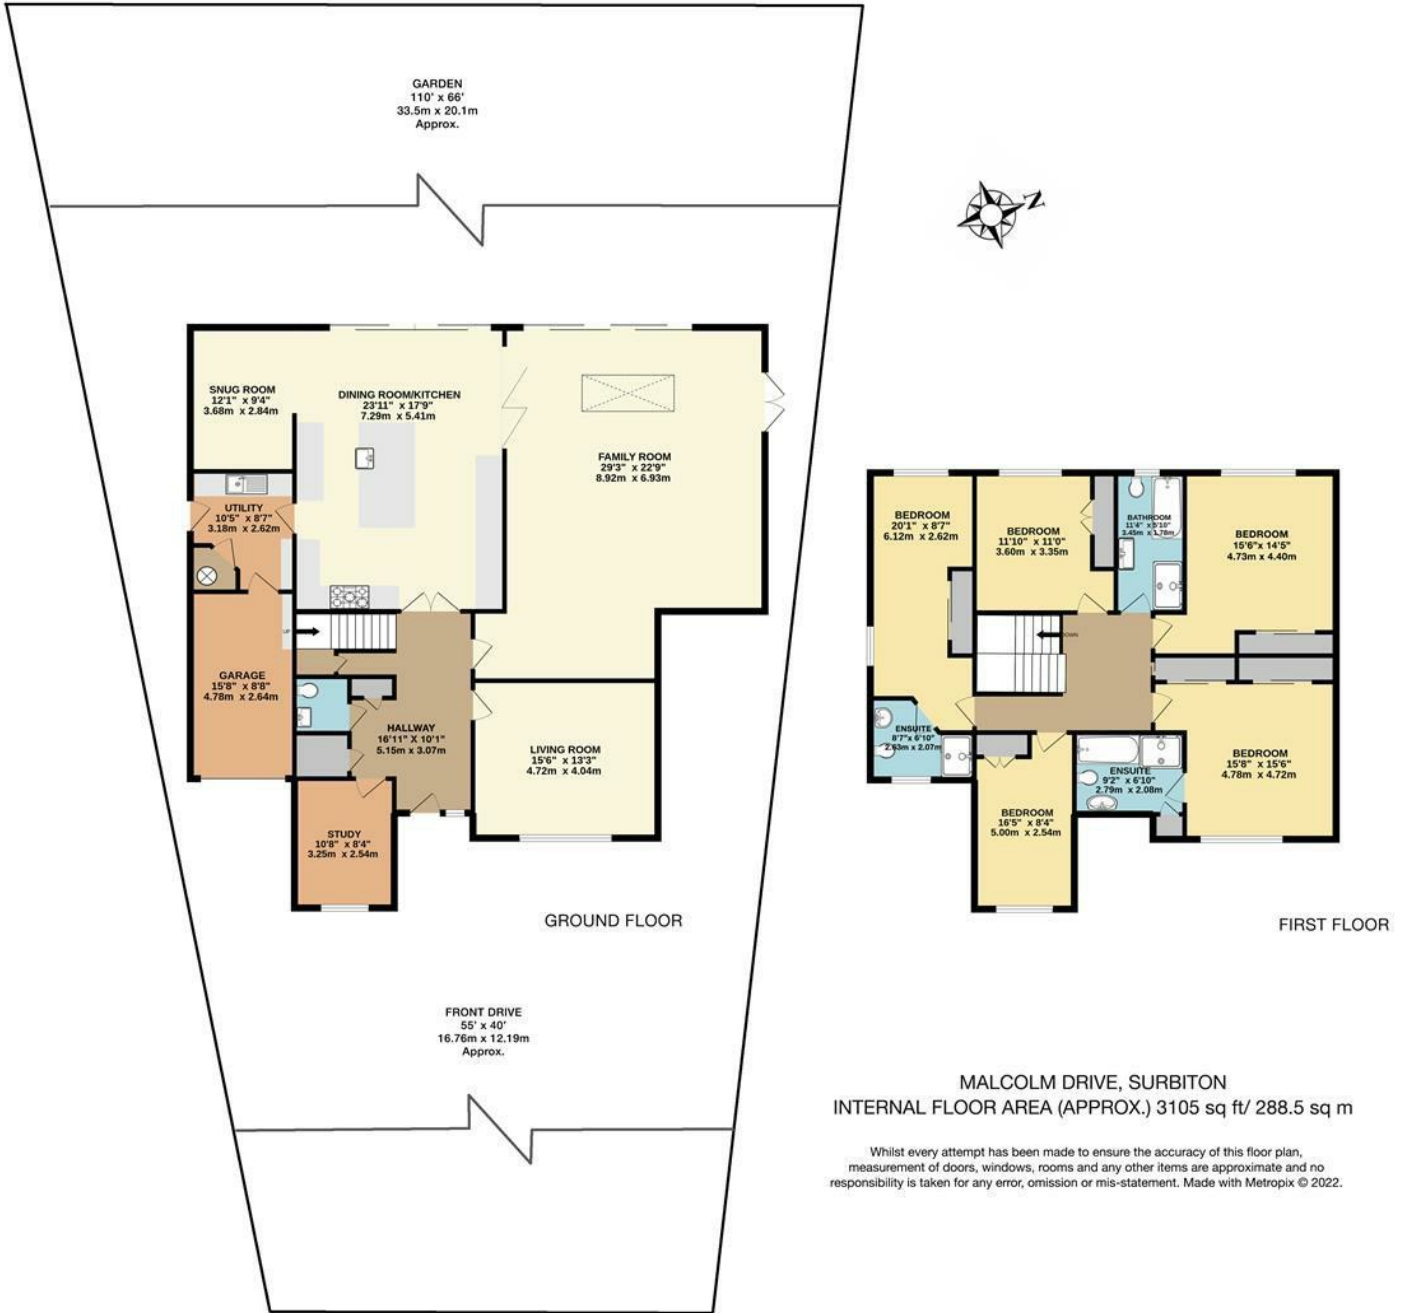 GARDEN
110' x 66'
33.5m x 20.1m
Approx.
N
SNUG ROOM
12'1" x 9'4"
3.68m x 2.84m
DINING ROOM/KITCHEN
23'11" x 17'9"
7.29m x 5.41m
FAMILY ROOM
29'3" x 22'9"
8.92m x 6.93m
UTILITY
10'5" x 8'7"
3.18m x 2.62m
UP
GARAGE
15'8" x 8'8"
4.78m x 2.64m
HALLWAY
16'11" X 10'1"
5.15m x 3.07m
LIVING ROOM
15'6" x 13'3"
4.72m x 4.04m
STUDY
10'8" x 8'4"
3.25m x 2.54m
GROUND FLOOR
FRONT DRIVE
55' x 40'
16.76m x 12.19m
Approx.
BEDROOM
20'1" x 8'7"
6.12m x 2.62m
BEDROOM
11'10" x 11'0"
3.60m x 3.35m
BATHROOM
11'4" x 5'10"
3.45m x 1.78m
BEDROOM
15'6" x 14'5"
4.73m x 4.40m
DOWN
ENSUITE
8'7" x 6'10"
2.63m x 2.07m
ENSUITE
9'2" x 6'10"
2.79m x 2.08m
BEDROOM
15'8" x 15'6"
4.78m x 4.72m
BEDROOM
16'5" x 8'4"
5.00m x 2.54m
FIRST FLOOR
MALCOLM DRIVE, SURBITON
INTERNAL FLOOR AREA (APPROX.) 3105 sq ft/ 288.5 sq m
Whilst every attempt has been made to ensure the accuracy of this floor plan,
measurement of doors, windows, rooms and any other items are approximate and no
responsibility is taken for any error, omission or mis-statement. Made with Metropix © 2022.